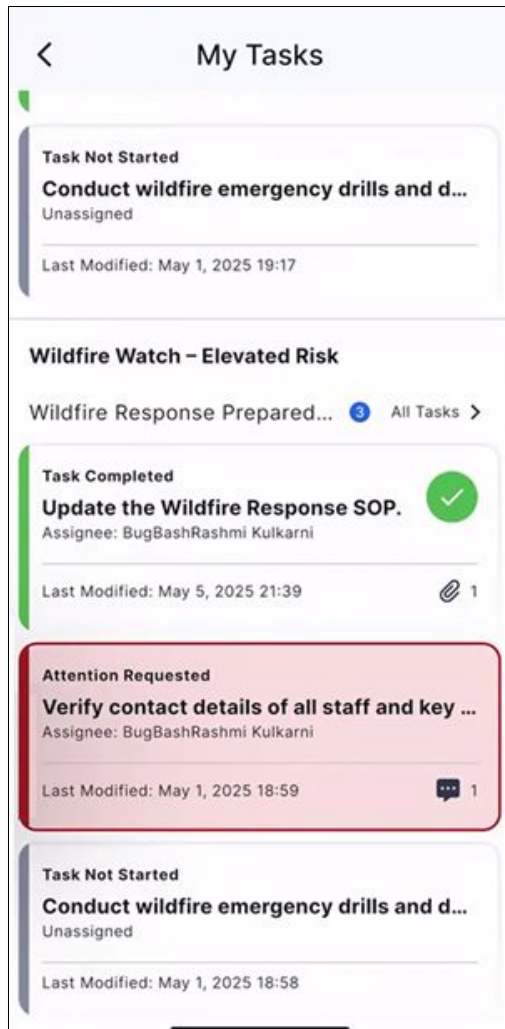 My Tasks
Task Not Started
Conduct wildfire emergency drills and d...
Unassigned
Last Modified: May 1, 2025 19:17
Wildfire Watch – Elevated Risk
Wildfire Response Prepared... 3 All Tasks
Task Completed
Update the Wildfire Response SOP.
Assignee: BugBashRashmi Kulkarni
Last Modified: May 5, 2025 21:39 1
Attention Requested
Verify contact details of all staff and key ...
Assignee: BugBashRashmi Kulkarni
Last Modified: May 1, 2025 18:59 1
Task Not Started
Conduct wildfire emergency drills and d...
Unassigned
Last Modified: May 1, 2025 18:58